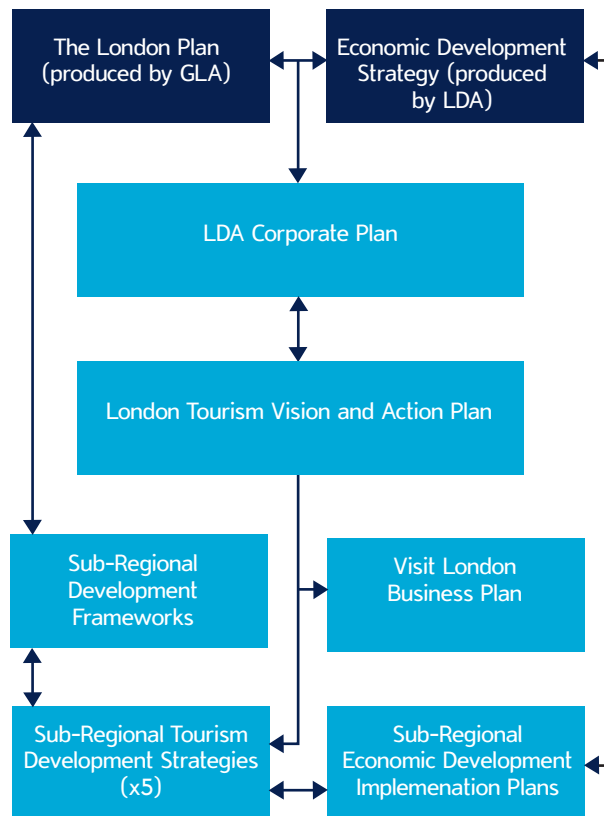 The London Plan
(produced by GLA)
Economic Development
Strategy (produced
by LDA)
LDA Corporate Plan
London Tourism Vision and Action Plan
Sub-Regional
Development
Frameworks
Visit London
Business Plan
Sub-Regional Tourism
Development Strategies
(x5)
Sub-Regional
Economic Development
Implemenation Plans